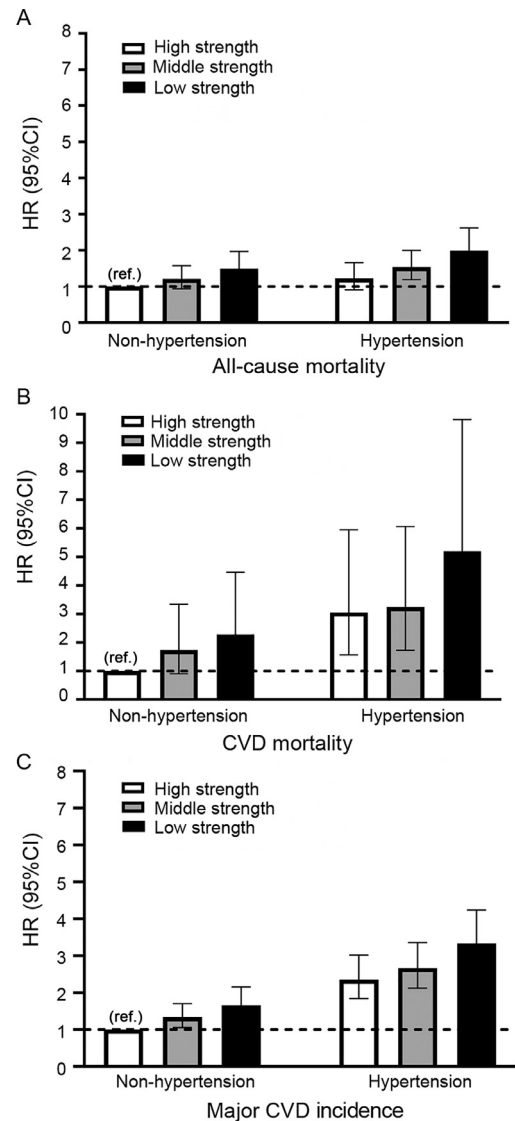 A
HR (95%CI)
8
7
6
5
4
3
2
1
0
High strength
Middle strength
Low strength
(ref.)
Non-hypertension
Hypertension
All-cause mortality
B
HR (95%CI)
10
9
8
7
6
5
4
3
2
1
0
High strength
Middle strength
Low strength
(ref.)
Non-hypertension
Hypertension
CVD mortality
C
HR (95%CI)
8
7
6
5
4
3
2
1
0
High strength
Middle strength
Low strength
(ref.)
Non-hypertension
Hypertension
Major CVD incidence